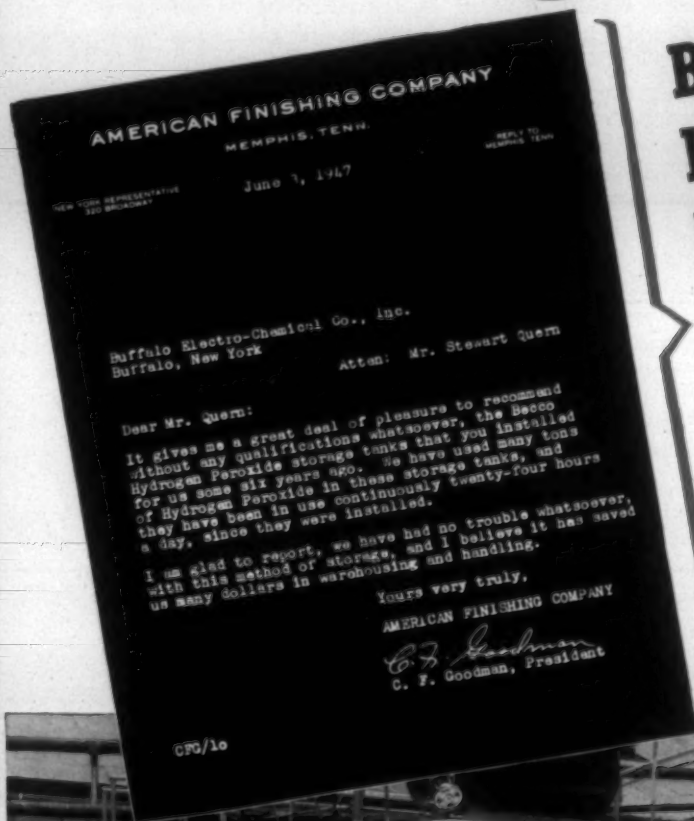 AMERICAN FINISHING COMPANY
MEMPHIS, TENN.
NEW YORK REPRESENTATIVE
320 BROADWAY
REPLY TO
MEMPHIS TENN
June 3, 1947
Buffalo Electro-Chemical Co., Inc.
Buffalo, New York
Atten: Mr. Stewart Quern
Dear Mr. Quern:
It gives me a great deal of pleasure to recommend
without any qualifications whatsoever, the Becco
Hydrogen Peroxide storage tanks that you installed
for us some six years ago. We have used many tons
of Hydrogen Peroxide in these storage tanks, and
they have been in use continuously twenty-four hours
a day, since they were installed.
I am glad to report, we have had no trouble whatsoever,
with this method of storage, and I believe it has saved
us many dollars in warehousing and handling.
Yours very truly,
AMERICAN FINISHING COMPANY
C. F. Goodman
C. F. Goodman, President
CFG/lo